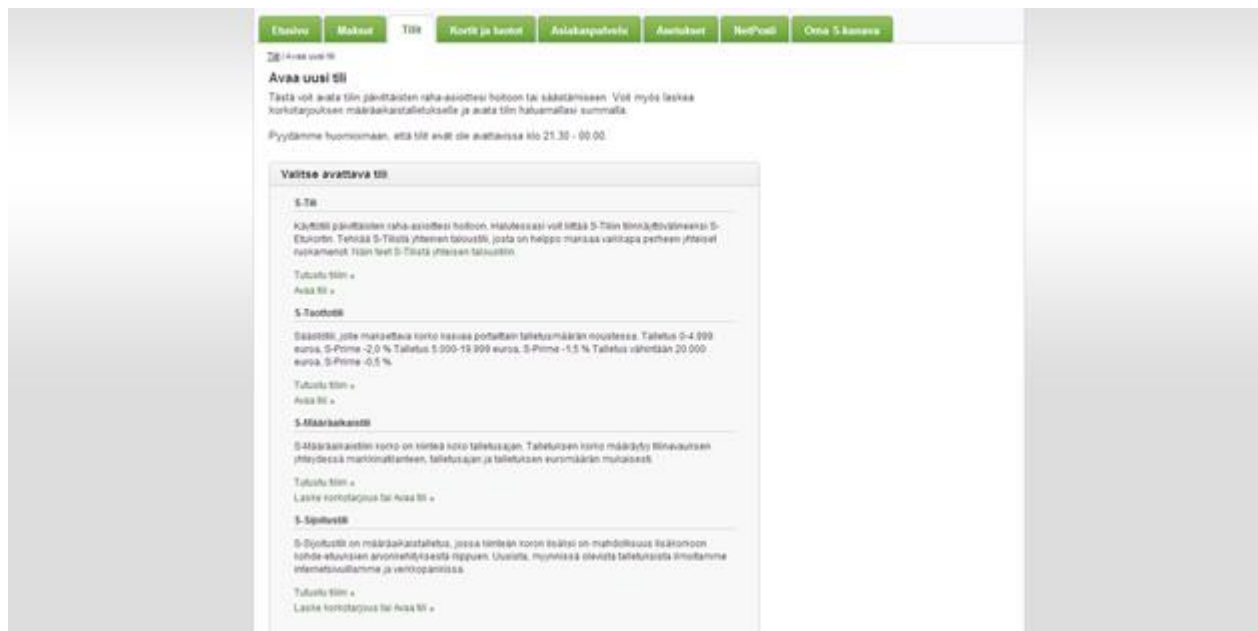 Etusivu Maksut Tilit Kortit ja luotot Asiakaspalvelu Asetukset NetPosti Oma S-kanava
Tilit / Avaa uusi tili
Avaa uusi tili
Tästä voit avata tilin päivittäisten raha-asioittesi hoitoon tai säästämiseen. Voit myös laskea
korkotarjouksen määräaikaistalletukselle ja avata tilin haluamallasi summalla.
Pyydämme huomioimaan, että tilit eivät ole avattavissa klo 21.30 - 00.00.
Valitse avattava tili
S-Tili
Käyttötili päivittäisten raha-asioittesi hoitoon. Halutessasi voit liittää S-Tiliin tilinkäyttövälineeksi S-
Etukortin. Tehkää S-Tilistä yhteinen taloustili, josta on helppo maksaa vaikkapa perheen yhteiset
ruokamenot. Näin teet S-Tilistä yhteisen taloustilin.
Tutustu tiliin »
Avaa tili »
S-Tuottotili
Säästötili, jolle maksettava korko kasvaa portaittain talletusmäärän noustessa. Talletus 0-4.999
euroa, S-Prime -2,0 % Talletus 5.000-19.999 euroa, S-Prime -1,5 % Talletus vähintään 20.000
euroa, S-Prime -0,5 %.
Tutustu tiliin »
Avaa tili »
S-Määräaikaistili
S-Määräaikaistilin korko on kiinteä koko talletusajan. Talletuksen korko määräytyy tilinavauksen
yhteydessä markkinatilanteen, talletusajan ja talletuksen euromäärän mukaisesti.
Tutustu tiliin »
Laske korkotarjous tai Avaa tili »
S-Sijoitustili
S-Sijoitustili on määräaikaistalletus, jossa kiinteän koron lisäksi on mahdollisuus lisäkorkoon
kohde-etuuksien arvonkehityksestä riippuen. Uusista, myynnissä olevista talletuksista ilmoitamme
internetsivuillamme ja verkkopankissa.
Tutustu tiliin »
Laske korkotarjous tai Avaa tili »